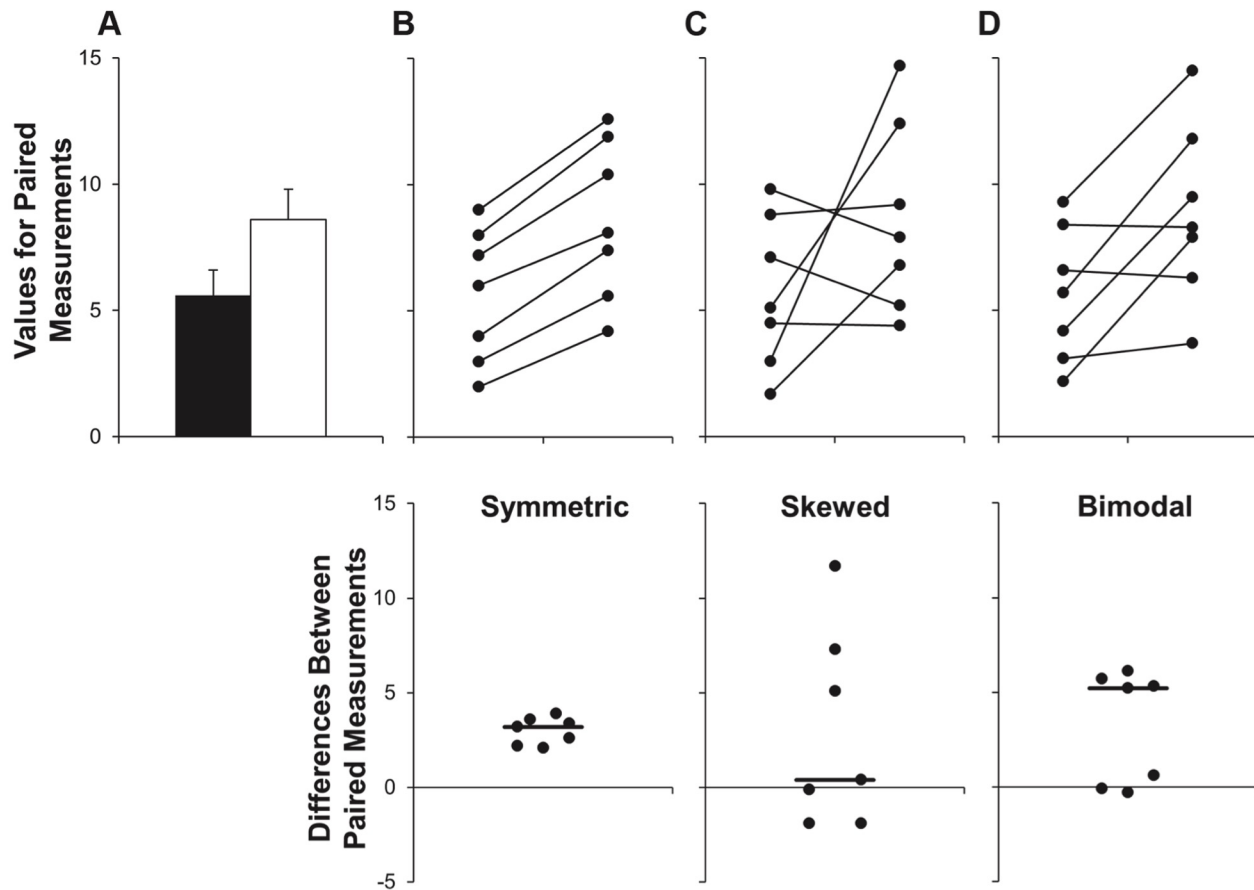 A
B
C
D
Values for Paired
Measurements
15
10
5
0
Symmetric
Skewed
Bimodal
Differences Between
Paired Measurements
15
10
5
0
-5